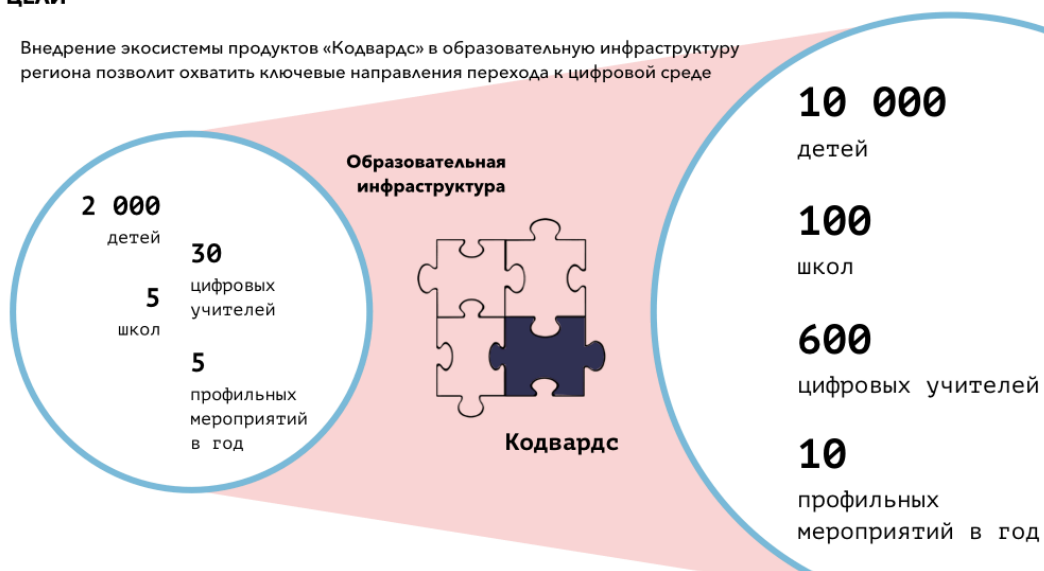 ЦЕЛИ
Внедрение экосистемы продуктов «Кодвардс» в образовательную инфраструктуру
региона позволит охватить ключевые направления перехода к цифровой среде
Образовательная
инфраструктура
2 000
детей
30
цифровых
учителей
5
школ
5
профильных
мероприятий
в год
Кодвардс
10 000
детей
100
школ
600
цифровых учителей
10
профильных
мероприятий в год